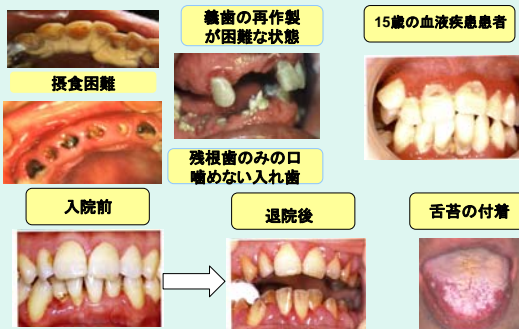 義歯の再作製
が困難な状態
15歳の血液疾患患者
摂食困難
残根歯のみの口
噛めない入れ歯
入院前
退院後
舌苔の付着